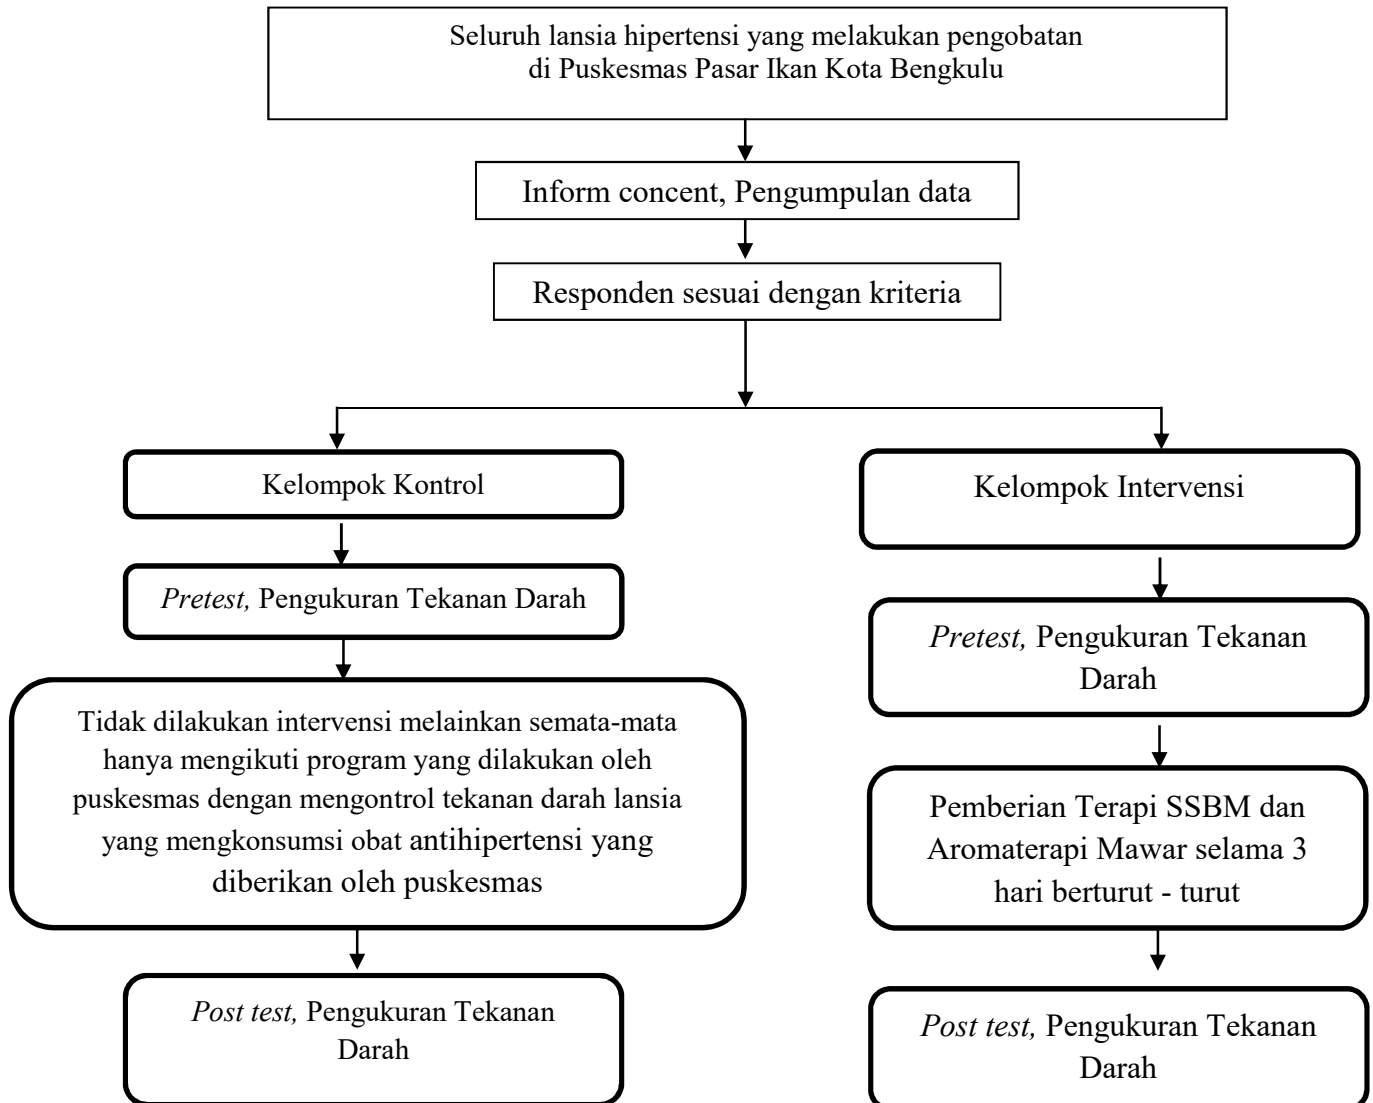 Seluruh lansia hipertensi yang melakukan pengobatan
di Puskesmas Pasar Ikan Kota Bengkulu
Inform concent, Pengumpulan data
Responden sesuai dengan kriteria
Kelompok Kontrol
Pretest, Pengukuran Tekanan Darah
Tidak dilakukan intervensi melainkan semata-mata
hanya mengikuti program yang dilakukan oleh
puskesmas dengan mengontrol tekanan darah lansia
yang mengkonsumsi obat antihipertensi yang
diberikan oleh puskesmas
Post test, Pengukuran Tekanan
Darah
Kelompok Intervensi
Pretest, Pengukuran Tekanan
Darah
Pemberian Terapi SSBM dan
Aromaterapi Mawar selama 3
hari berturut - turut
Post test, Pengukuran Tekanan
Darah